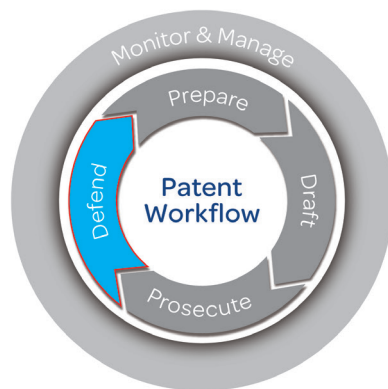 Monitor & Manage
Prepare
Draft
Prosecute
Defend
Patent
Workflow